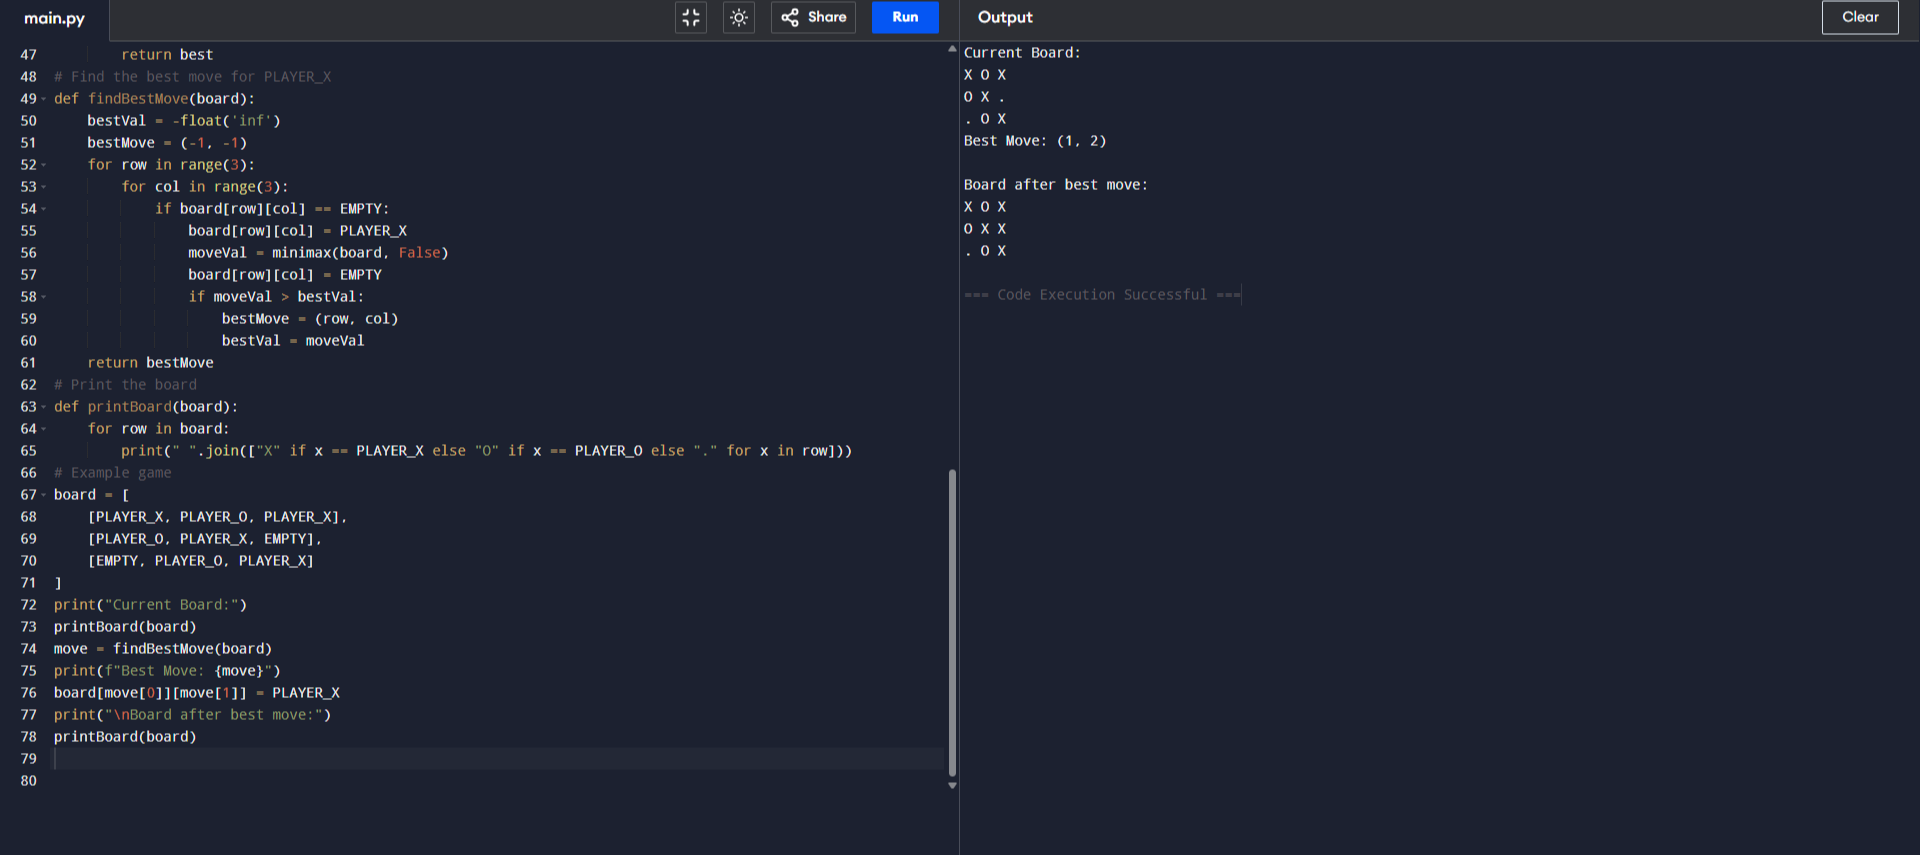 main.py
Share
Run
Output
Clear
47         return best
48 # Find the best move for PLAYER_X
49 def findBestMove(board):
50     bestVal = -float('inf')
51     bestMove = (-1, -1)
52     for row in range(3):
53         for col in range(3):
54             if board[row][col] == EMPTY:
55                 board[row][col] = PLAYER_X
56                 moveVal = minimax(board, False)
57                 board[row][col] = EMPTY
58                 if moveVal > bestVal:
59                     bestMove = (row, col)
60                     bestVal = moveVal
61     return bestMove
62 # Print the board
63 def printBoard(board):
64     for row in board:
65         print(" ".join(["X" if x == PLAYER_X else "O" if x == PLAYER_O else "." for x in row]))
66 # Example game
67 board = [
68     [PLAYER_X, PLAYER_O, PLAYER_X],
69     [PLAYER_O, PLAYER_X, EMPTY],
70     [EMPTY, PLAYER_O, PLAYER_X]
71 ]
72 print("Current Board:")
73 printBoard(board)
74 move = findBestMove(board)
75 print(f"Best Move: {move}")
76 board[move[0]][move[1]] = PLAYER_X
77 print("\nBoard after best move:")
78 printBoard(board)
79
80
Current Board:
X O X
O X .
. O X
Best Move: (1, 2)
Board after best move:
X O X
O X X
. O X
=== Code Execution Successful ===